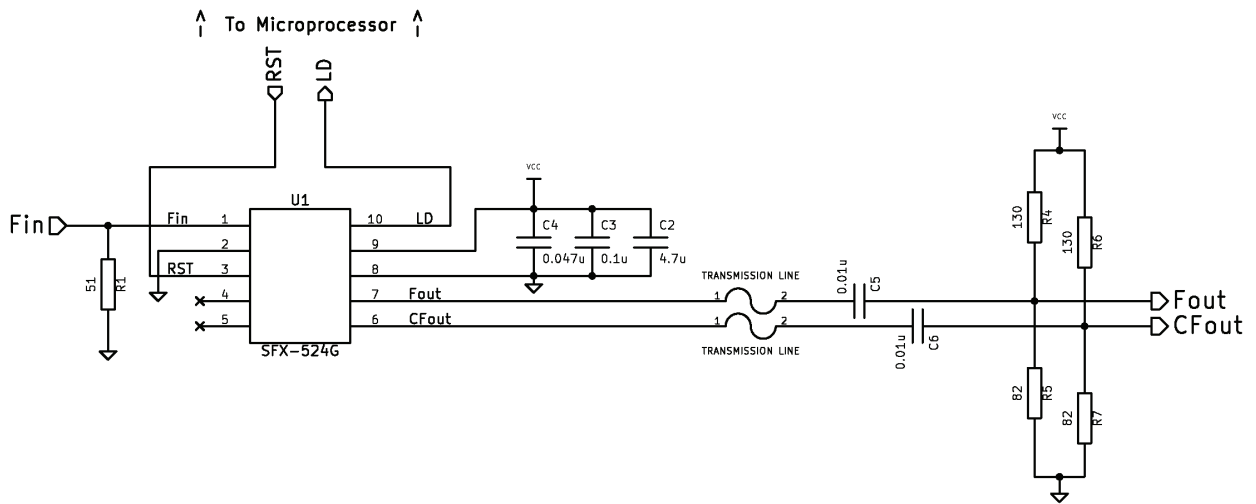 To Microprocessor
RST
LD
VCC
VCC
U1
Fin
Fin
1
10
LD
C4
C3
C2
130
R4
130
R6
2
9
0.047u
0.1u
4.7u
RST
3
8
51
R1
4
7
Fout
TRANSMISSION LINE
1
2
0.01u
C5
Fout
5
6
CFout
1
2
CFout
SFX-524G
TRANSMISSION LINE
0.01u
C6
82
R5
82
R7